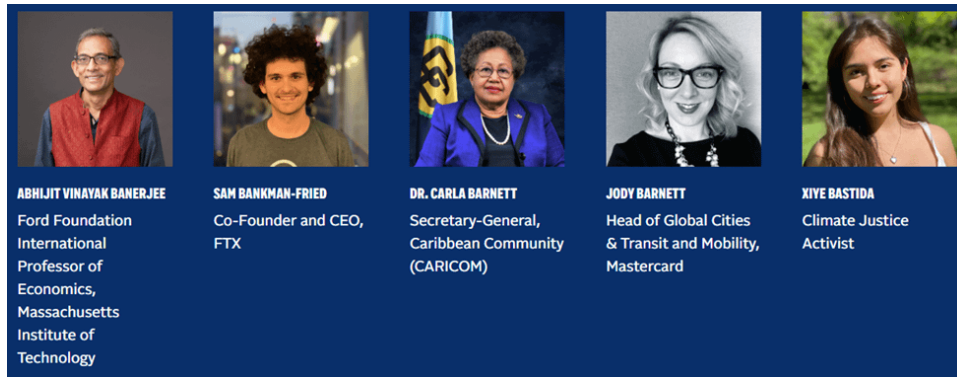 ABHIJIT VINAYAK BANERJEE
Ford Foundation
International
Professor of
Economics,
Massachusetts
Institute of
Technology
SAM BANKMAN-FRIED
Co-Founder and CEO,
FTX
DR. CARLA BARNETT
Secretary-General,
Caribbean Community
(CARICOM)
JODY BARNETT
Head of Global Cities
& Transit and Mobility,
Mastercard
XIYE BASTIDA
Climate Justice
Activist